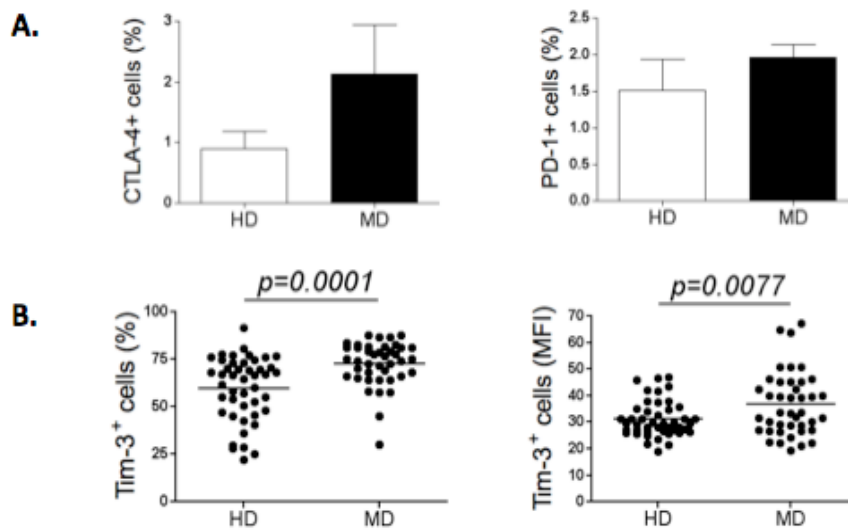 A.
CTLA-4+ cells (%)
3
2
1
0
HD
MD
PD-1+ cells (%)
2.5
2.0
1.5
1.0
0.5
0.0
HD
MD
B.
p=0.0001
Tim-3⁺ cells (%)
100
75
50
25
0
HD
MD
p=0.0077
Tim-3⁺ cells (MFI)
70
60
50
40
30
20
10
0
HD
MD